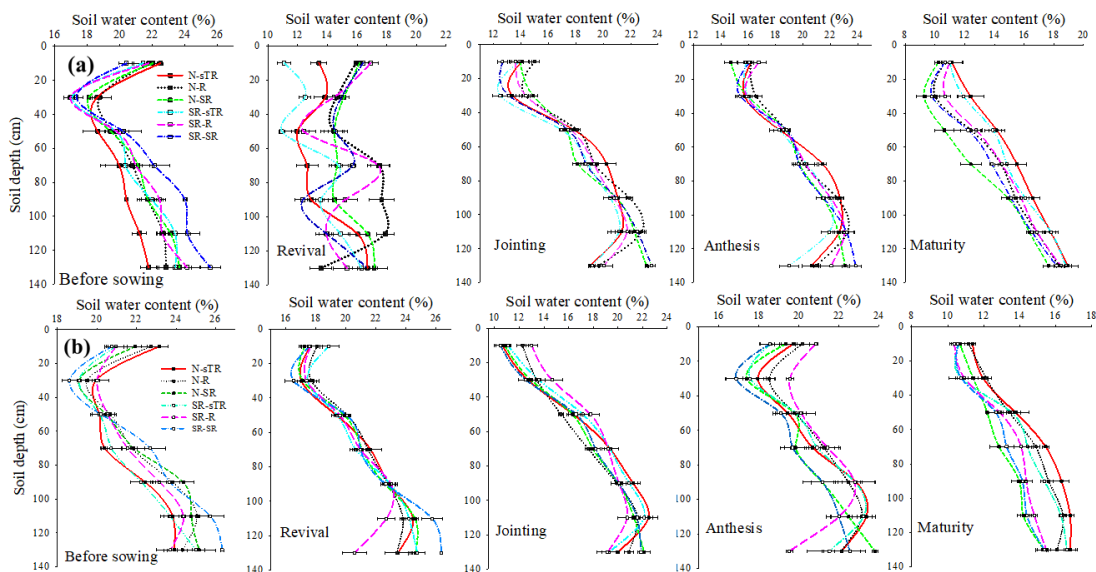 Soil water content (%) Soil water content (%) Soil water content (%) Soil water content (%) Soil water content (%)
16 18 20 22 24 26 10 12 14 16 18 20 10 12 14 16 18 20 22 24 12 14 16 18 20 22 24 8 10 12 14 16 18 20
0 20 40 60 80 100 120 140
(a)
N-sTR
N-R
N-SR
SR-sTR
SR-R
SR-SR
Soil depth (cm)
Before sowing
Revival
Jointing
Anthesis
Maturity
Soil water content (%) Soil water content (%) Soil water content (%) Soil water content (%) Soil water content (%)
18 20 22 24 26 28 14 16 18 20 22 24 26 28 8 10 12 14 16 18 20 22 24 14 16 18 20 22 24 8 10 12 14 16 18
0 20 40 60 80 100 120 140
(b)
N-sTR
N-R
N-SR
SR-sTR
SR-R
SR-SR
Soil depth (cm)
Before sowing
Revival
Jointing
Anthesis
Maturity